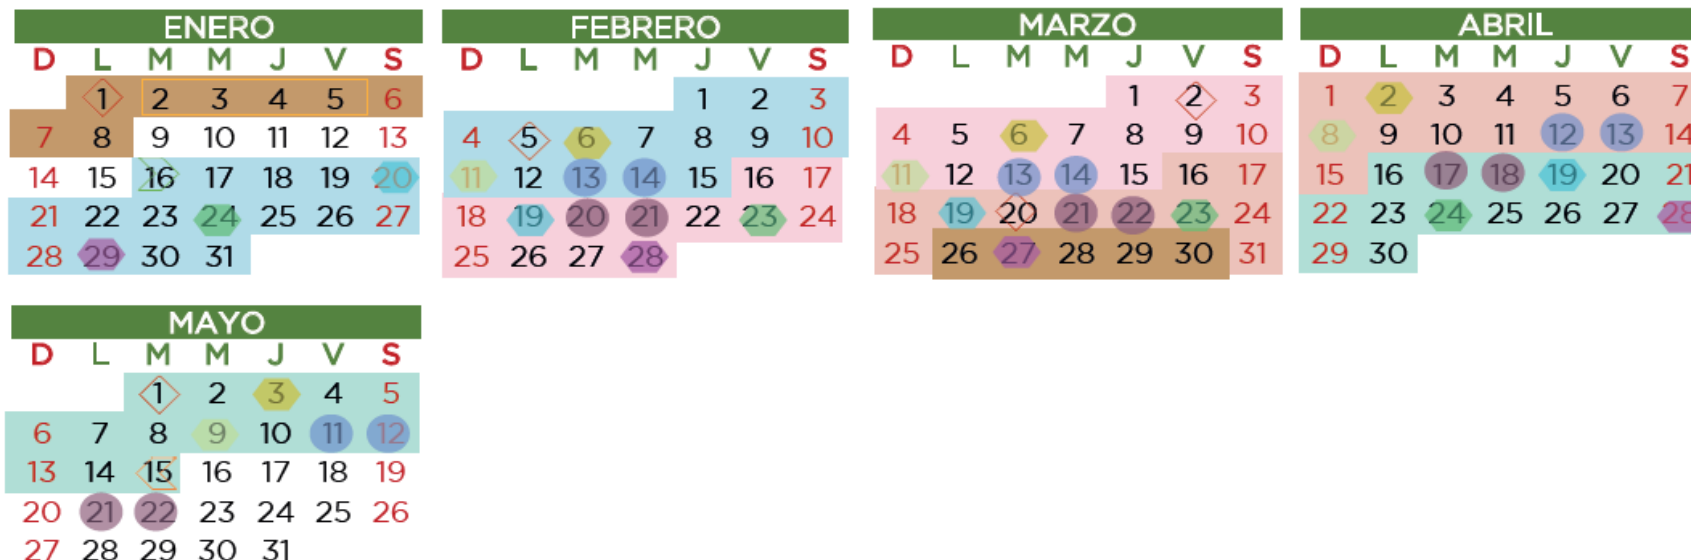 ENERO
D L M M J V S
1 2 3 4 5 6
7 8 9 10 11 12 13
14 15 16 17 18 19 20
21 22 23 24 25 26 27
28 29 30 31
FEBRERO
D L M M J V S
1 2 3
4 5 6 7 8 9 10
11 12 13 14 15 16 17
18 19 20 21 22 23 24
25 26 27 28
MARZO
D L M M J V S
1 2 3
4 5 6 7 8 9 10
11 12 13 14 15 16 17
18 19 20 21 22 23 24
25 26 27 28 29 30 31
ABRIL
D L M M J V S
1 2 3 4 5 6 7
8 9 10 11 12 13 14
15 16 17 18 19 20 21
22 23 24 25 26 27 28
29 30
MAYO
D L M M J V S
1 2 3 4 5
6 7 8 9 10 11 12
13 14 15 16 17 18 19
20 21 22 23 24 25 26
27 28 29 30 31